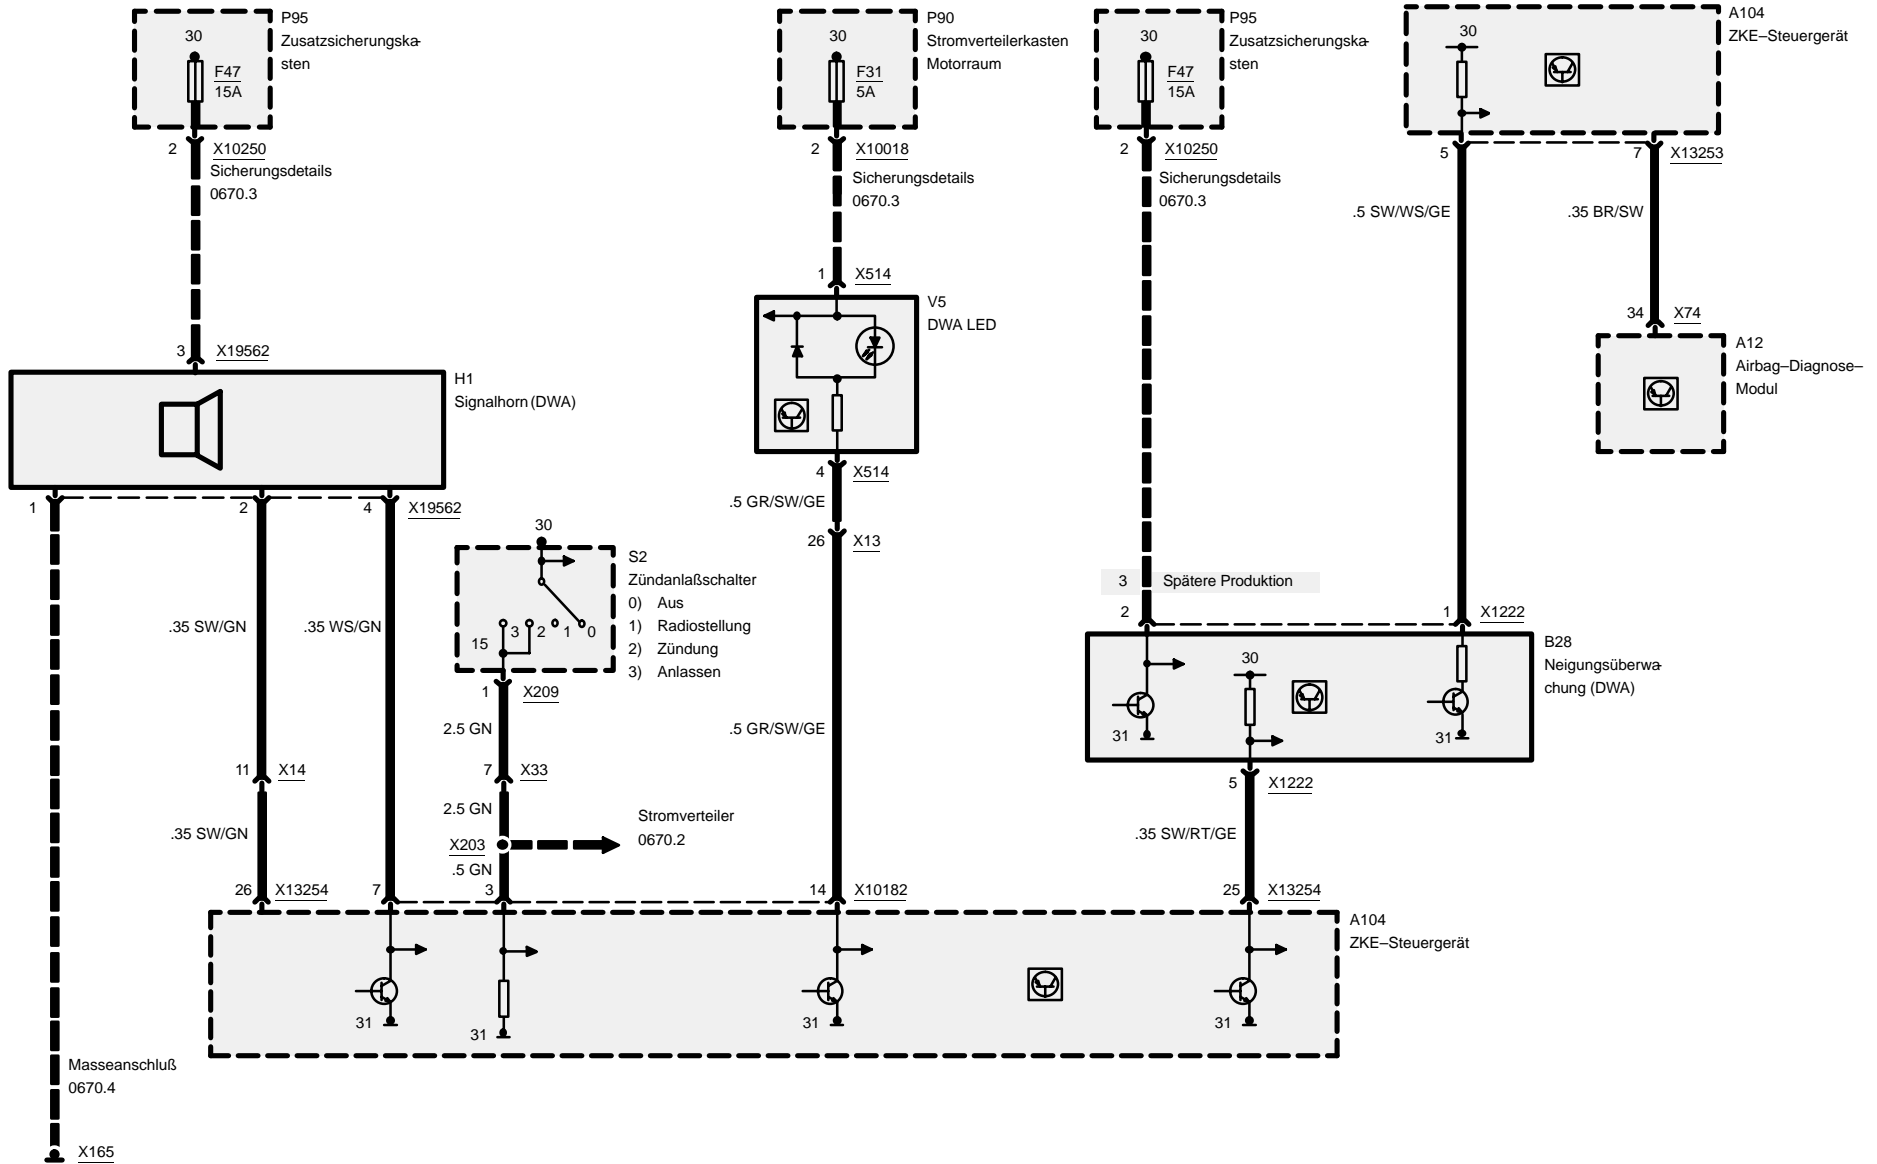 P95
Zusatzsicherungska-
sten
30
F47
15A
2
X10250
Sicherungsdetails
0670.3
3
X19562
H1
Signalhorn (DWA)
1
2
4
X19562
.35 SW/GN
.35 WS/GN
11
X14
.35 SW/GN
26
X13254
7
Masseanschluß
0670.4
X165
30
S2
Zündanlaßschalter
0) Aus
1) Radiostellung
2) Zündung
3) Anlassen
15
3
2
1
0
1
X209
2.5 GN
7
X33
2.5 GN
X203
Stromverteiler
0670.2
.5 GN
3
P90
Stromverteilerkasten
Motorraum
30
F31
5A
2
X10018
Sicherungsdetails
0670.3
1
X514
V5
DWA LED
4
X514
.5 GR/SW/GE
26
X13
.5 GR/SW/GE
14
X10182
P95
Zusatzsicherungska-
sten
30
F47
15A
2
X10250
Sicherungsdetails
0670.3
3
Spätere Produktion
2
1
X1222
A104
ZKE–Steuergerät
30
5
7
X13253
.5 SW/WS/GE
.35 BR/SW
34
X74
A12
Airbag–Diagnose–
Modul
B28
Neigungsüberwa-
chung (DWA)
30
31
31
5
X1222
.35 SW/RT/GE
25
X13254
A104
ZKE–Steuergerät
31
31
31
31